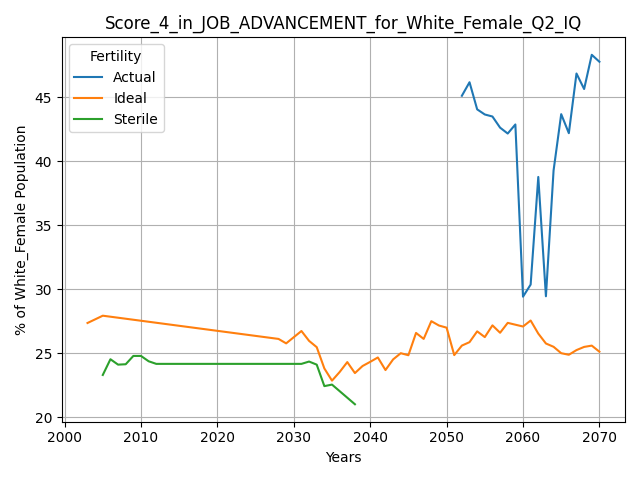 Score_4_in_JOB_ADVANCEMENT_for_White_Female_Q2_IQ
Fertility
Actual
Ideal
Sterile
% of White_Female Population
45
40
35
30
25
20
2000 2010 2020 2030 2040 2050 2060 2070
Years